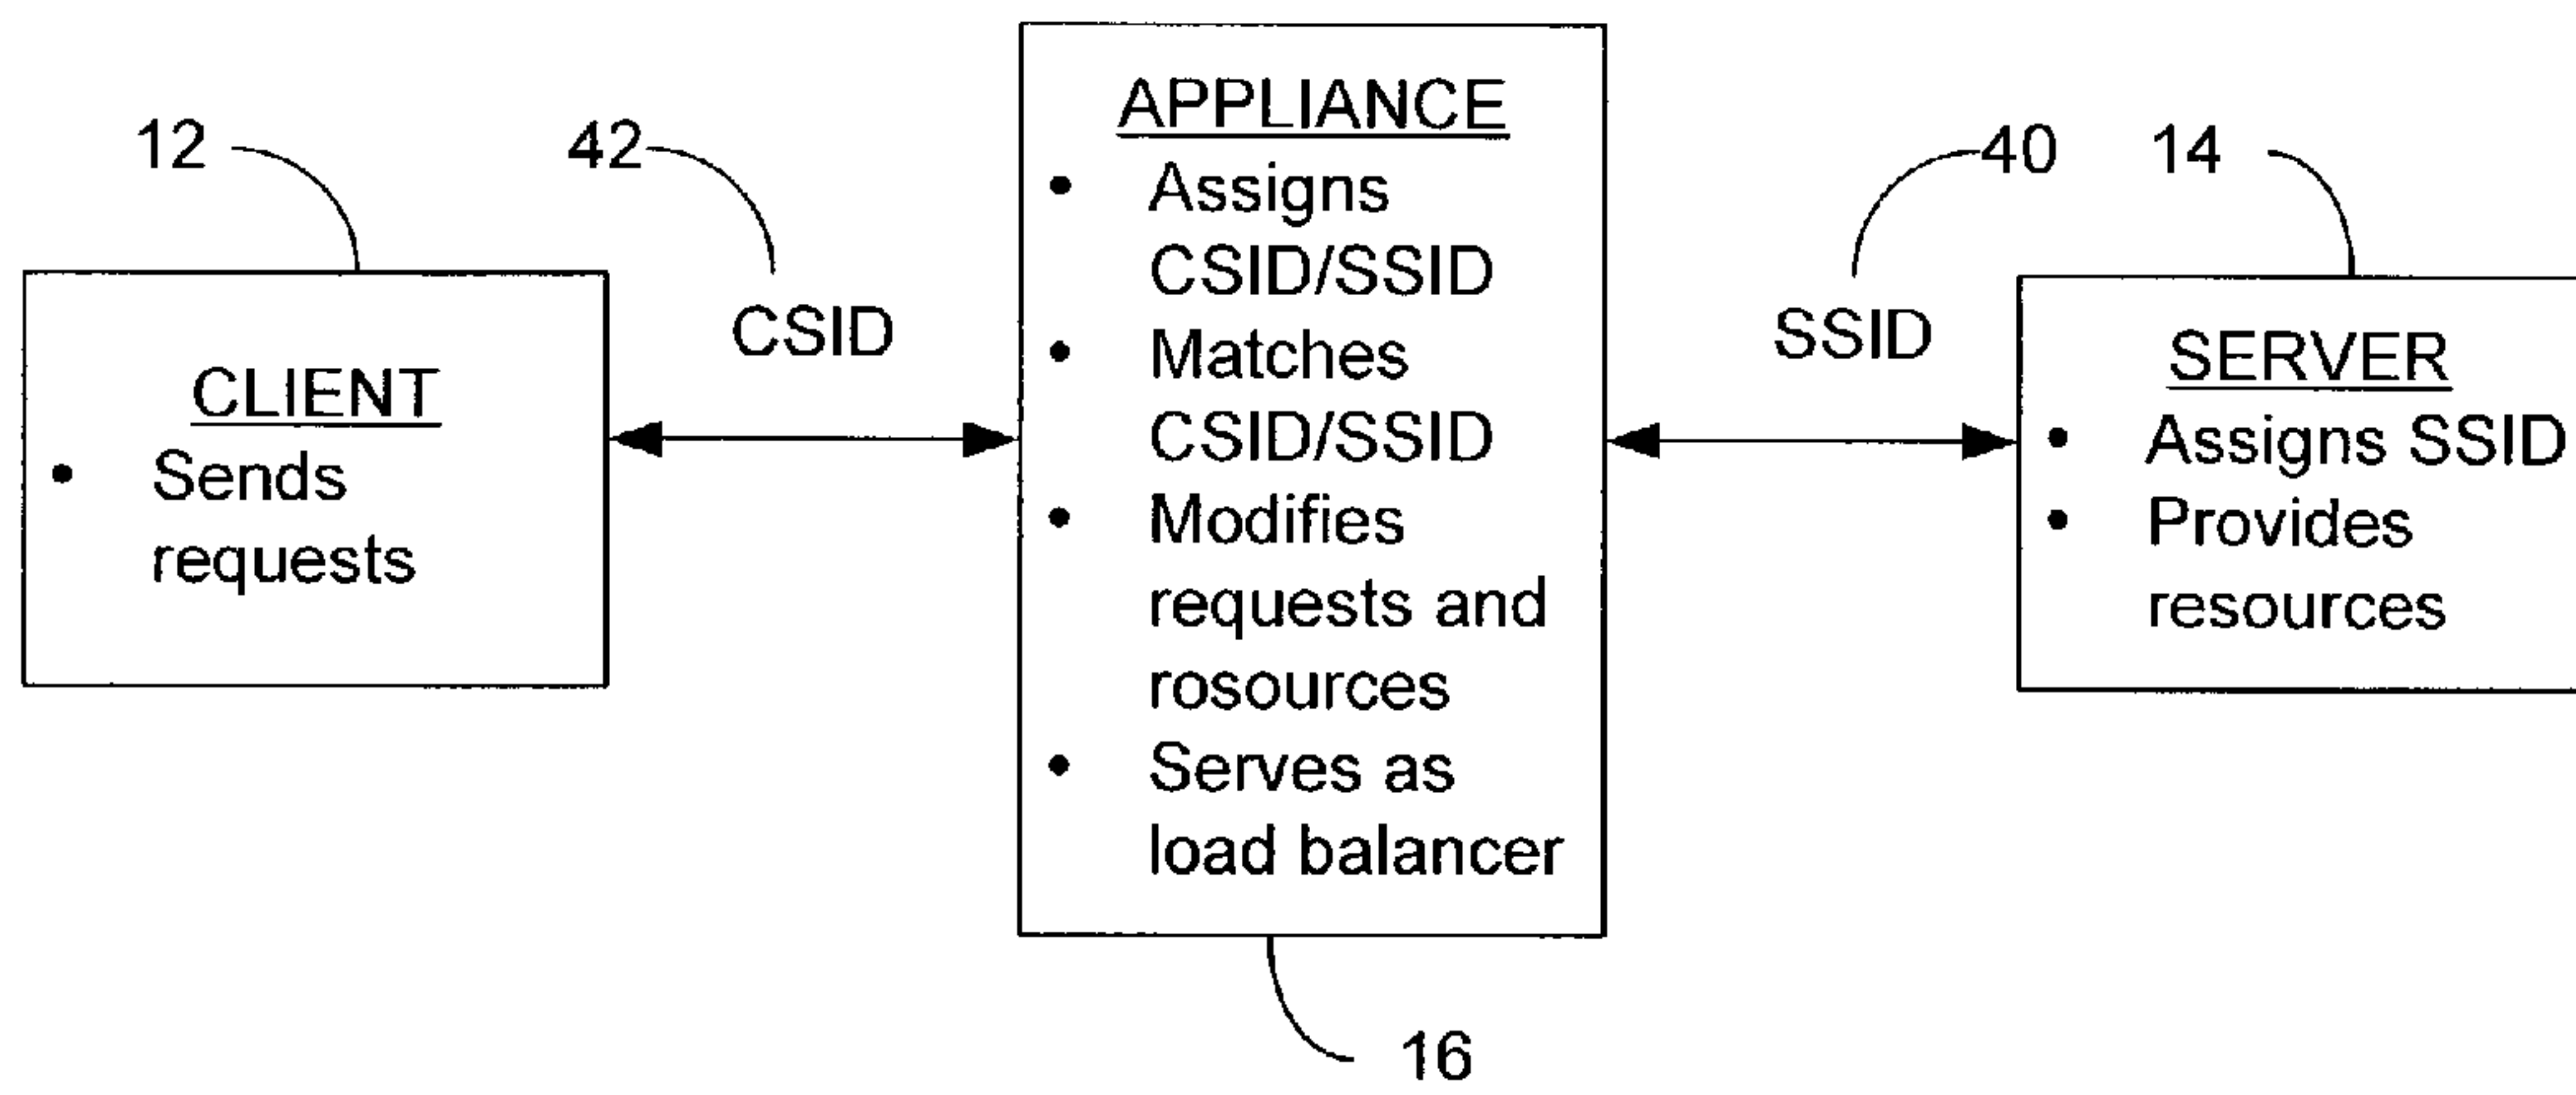 12
42
40
14
CLIENT
• Sends
requests
CSID
APPLIANCE
• Assigns
CSID/SSID
• Matches
CSID/SSID
• Modifies
requests and
rosources
• Serves as
load balancer
16
SSID
SERVER
• Assigns SSID
• Provides
resources